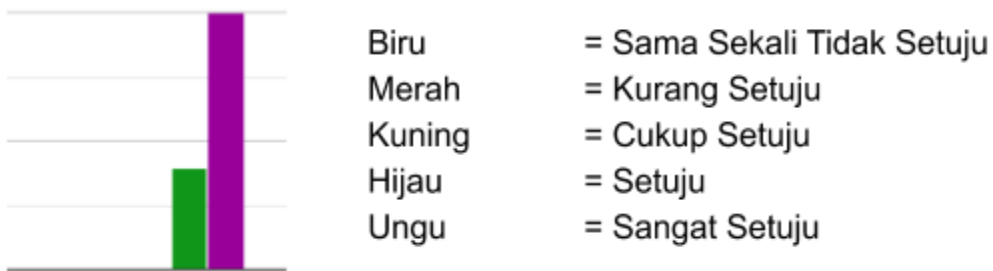 Biru = Sama Sekali Tidak Setuju
Merah = Kurang Setuju
Kuning = Cukup Setuju
Hijau = Setuju
Ungu = Sangat Setuju